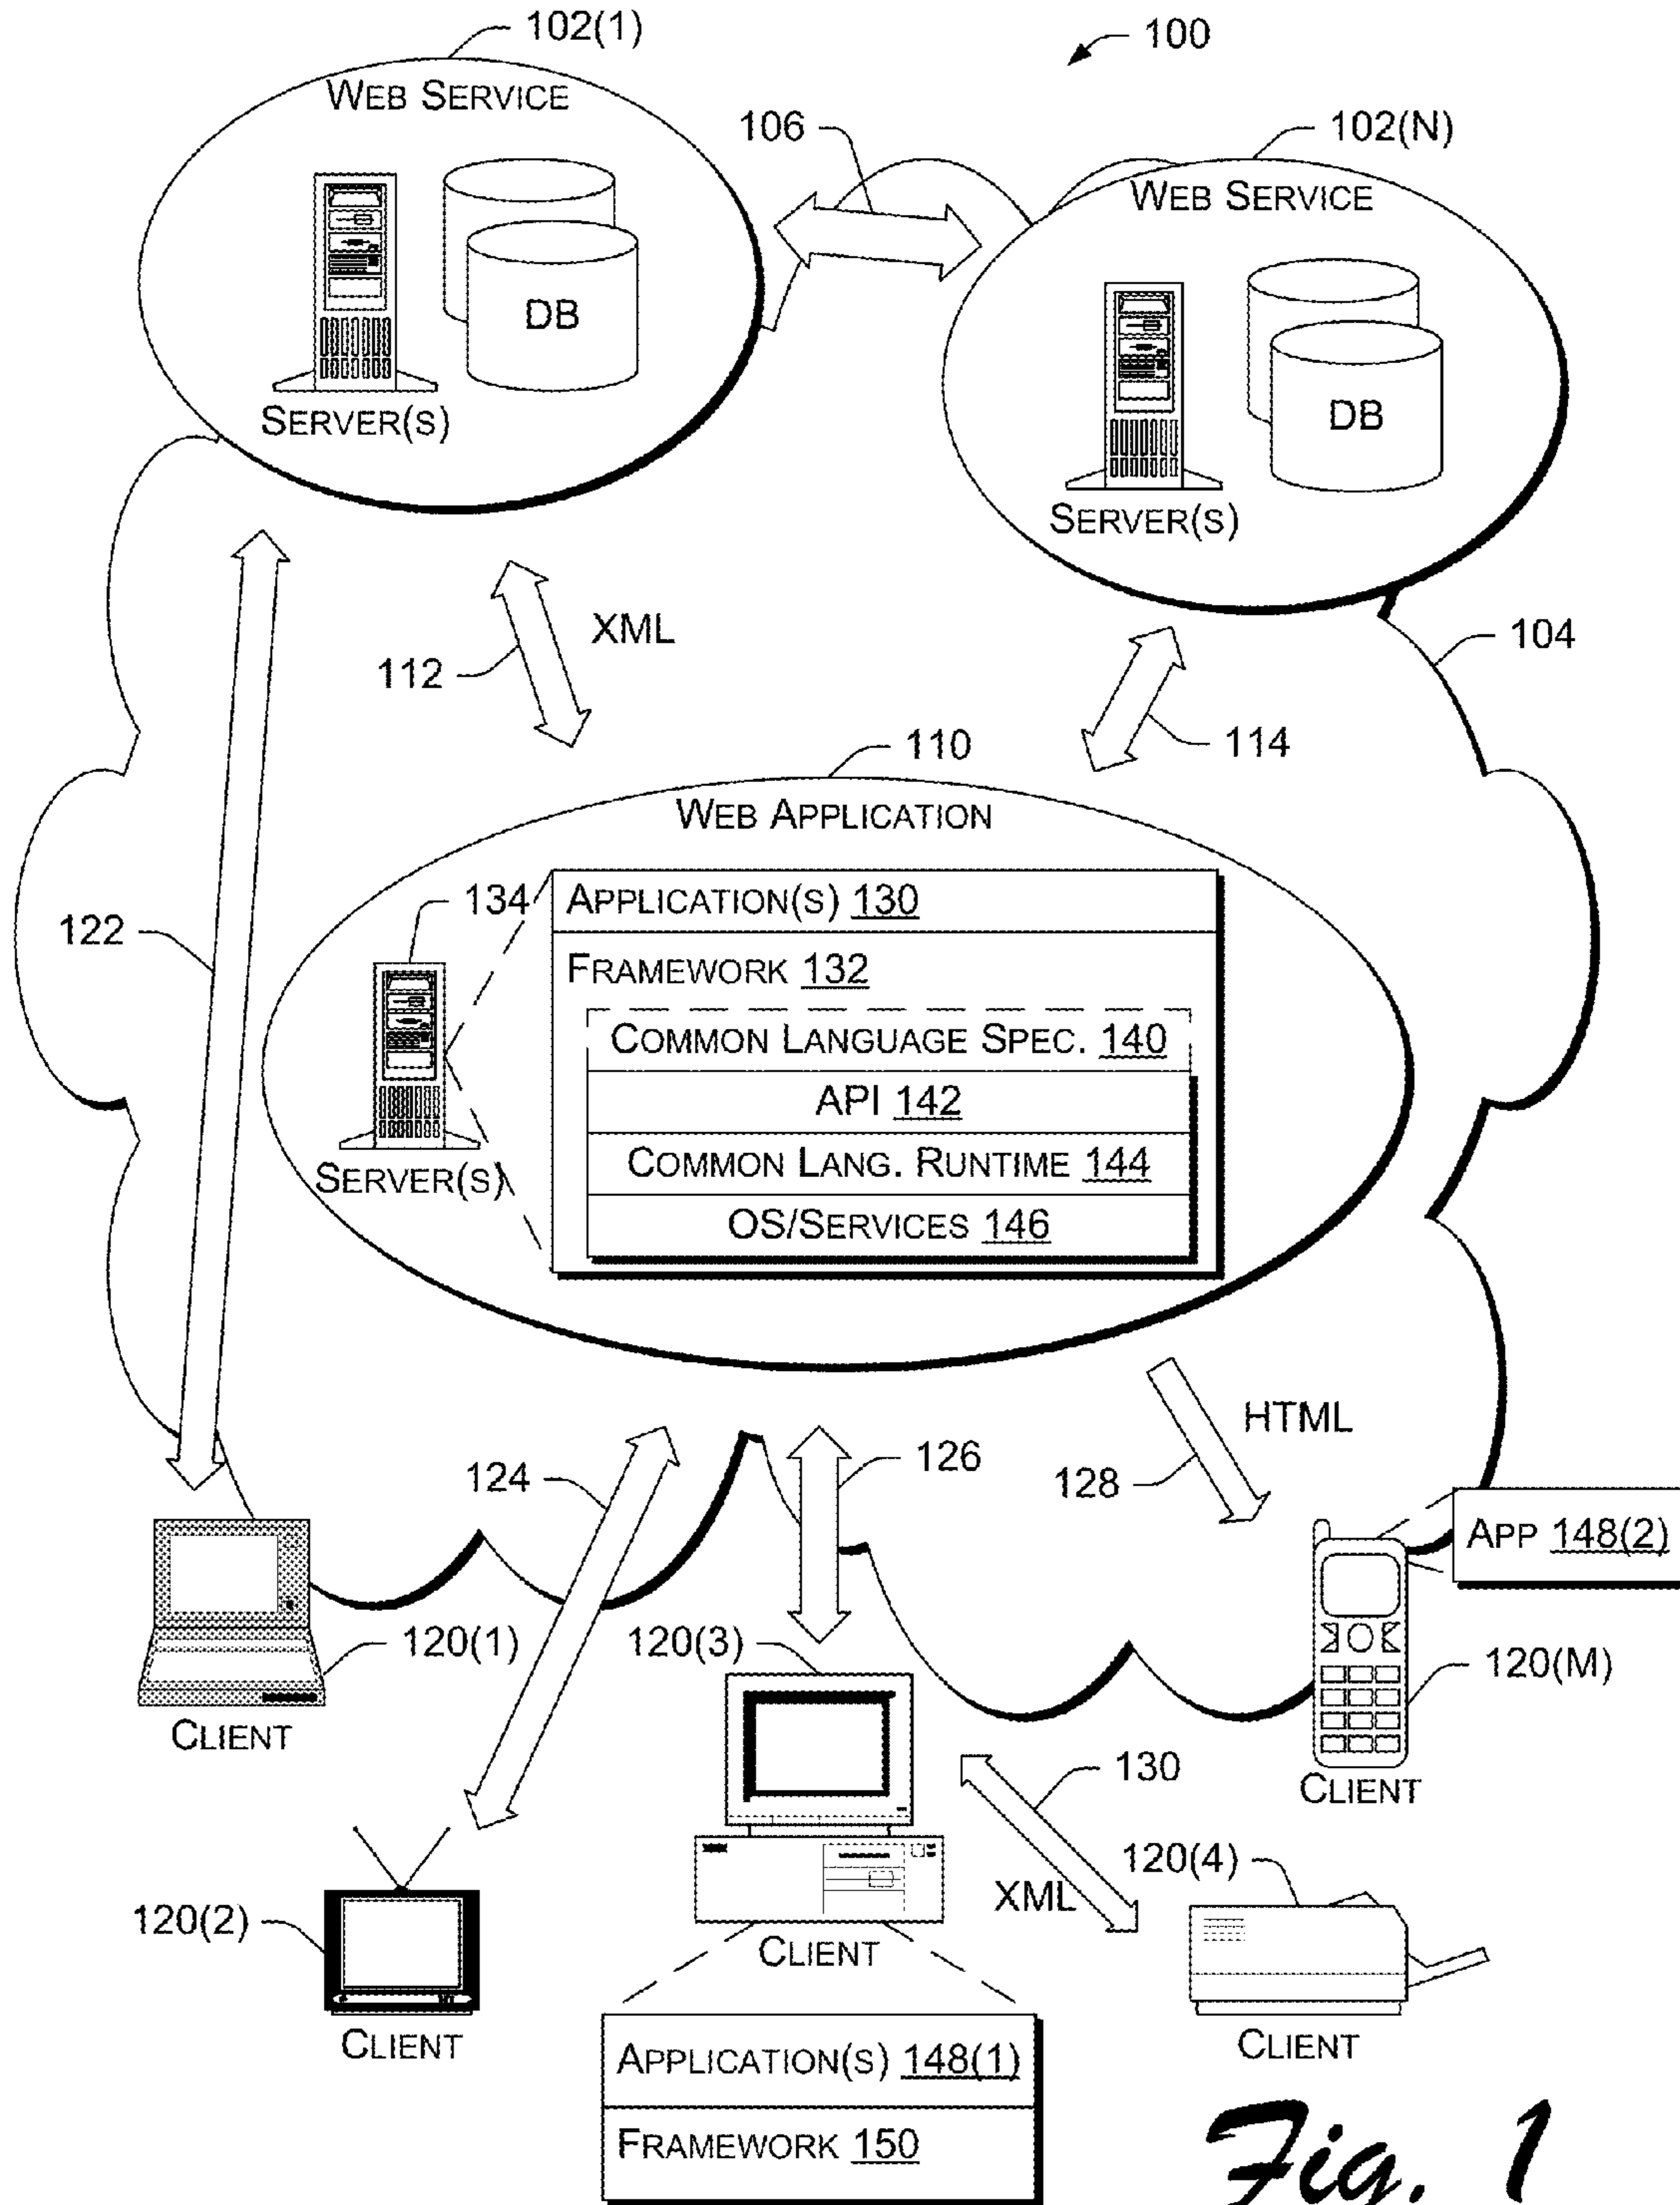 102(1)
100
WEB SERVICE
106
102(N)
WEB SERVICE
DB
SERVER(S)
DB
SERVER(S)
XML
112
104
114
110
WEB APPLICATION
134
APPLICATION(S) 130
122
FRAMEWORK 132
COMMON LANGUAGE SPEC. 140
API 142
COMMON LANG. RUNTIME 144
SERVER(S)
OS/SERVICES 146
HTML
124
126
128
APP 148(2)
120(1)
120(3)
120(M)
CLIENT
130
CLIENT
120(4)
XML
120(2)
CLIENT
CLIENT
CLIENT
APPLICATION(S) 148(1)
FRAMEWORK 150
Fig. 1